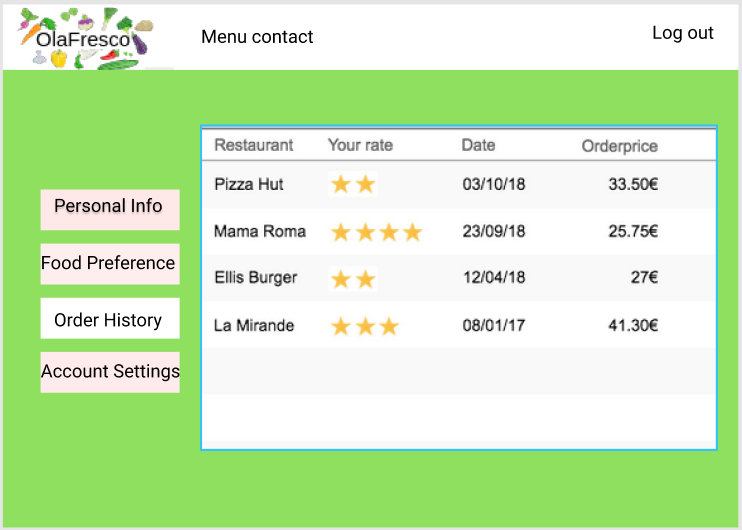 OlaFresco
Menu contact
Log out
Restaurant Your rate Date Orderprice
Pizza Hut 03/10/18 33.50€
Mama Roma 23/09/18 25.75€
Ellis Burger 12/04/18 27€
La Mirande 08/01/17 41.30€
Personal Info
Food Preference
Order History
Account Settings